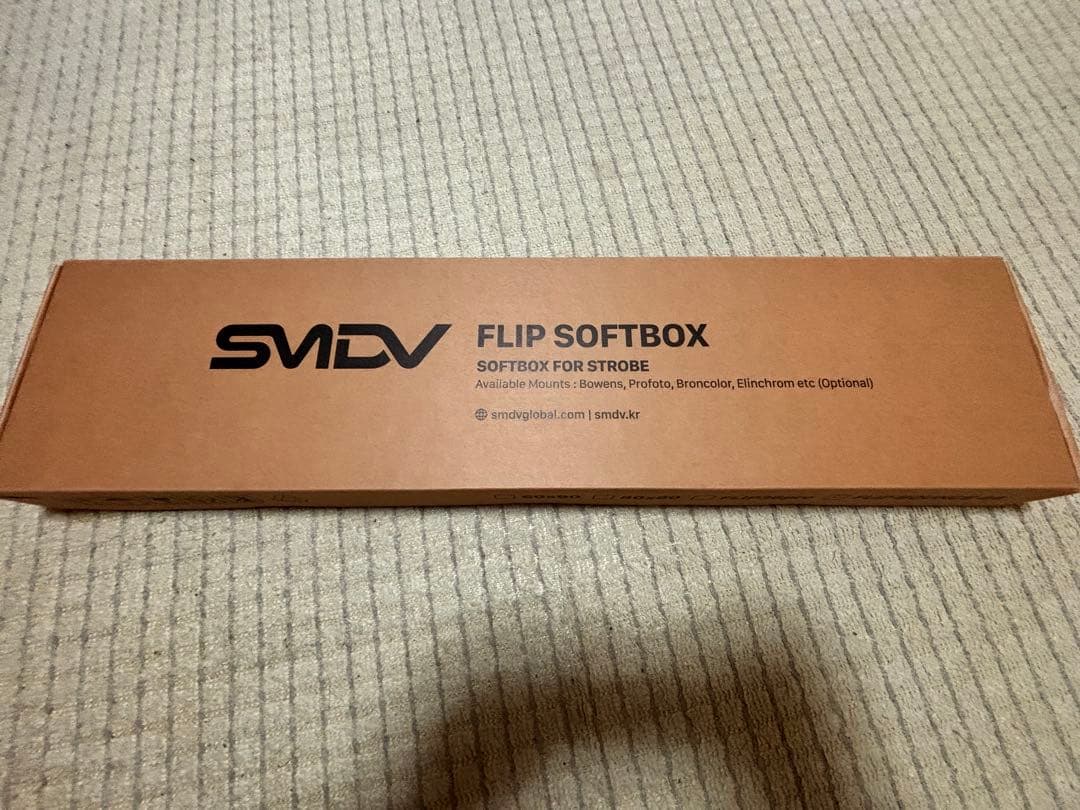 SMDV
FLIP SOFTBOX
SOFTBOX FOR STROBE
Available Mounts : Bowens, Profoto, Broncolor, Elinchrom etc (Optional)
smdvglobal.com | smdv.kr